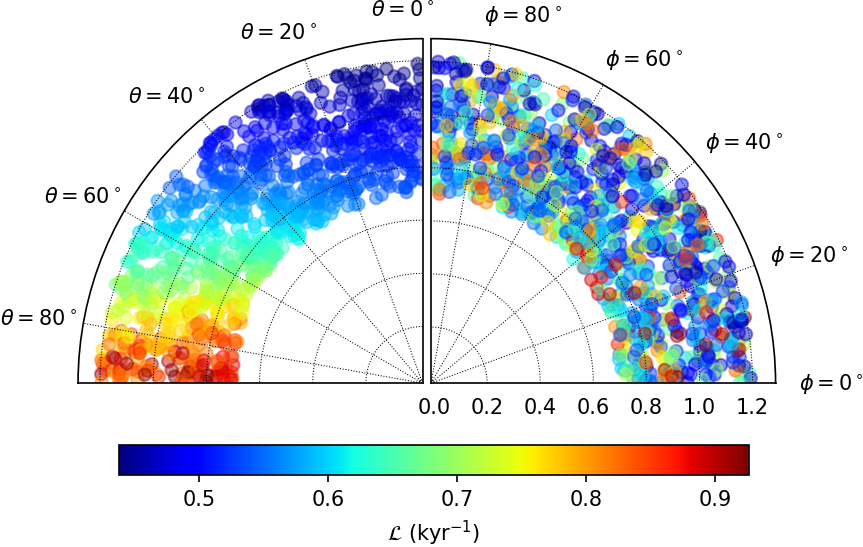 θ = 0°
ϕ = 80°
θ = 20°
ϕ = 60°
θ = 40°
ϕ = 40°
θ = 60°
ϕ = 20°
θ = 80°
ϕ = 0°
0.0 0.2 0.4 0.6 0.8 1.0 1.2
0.5 0.6 0.7 0.8 0.9
ℒ (kyr⁻¹)